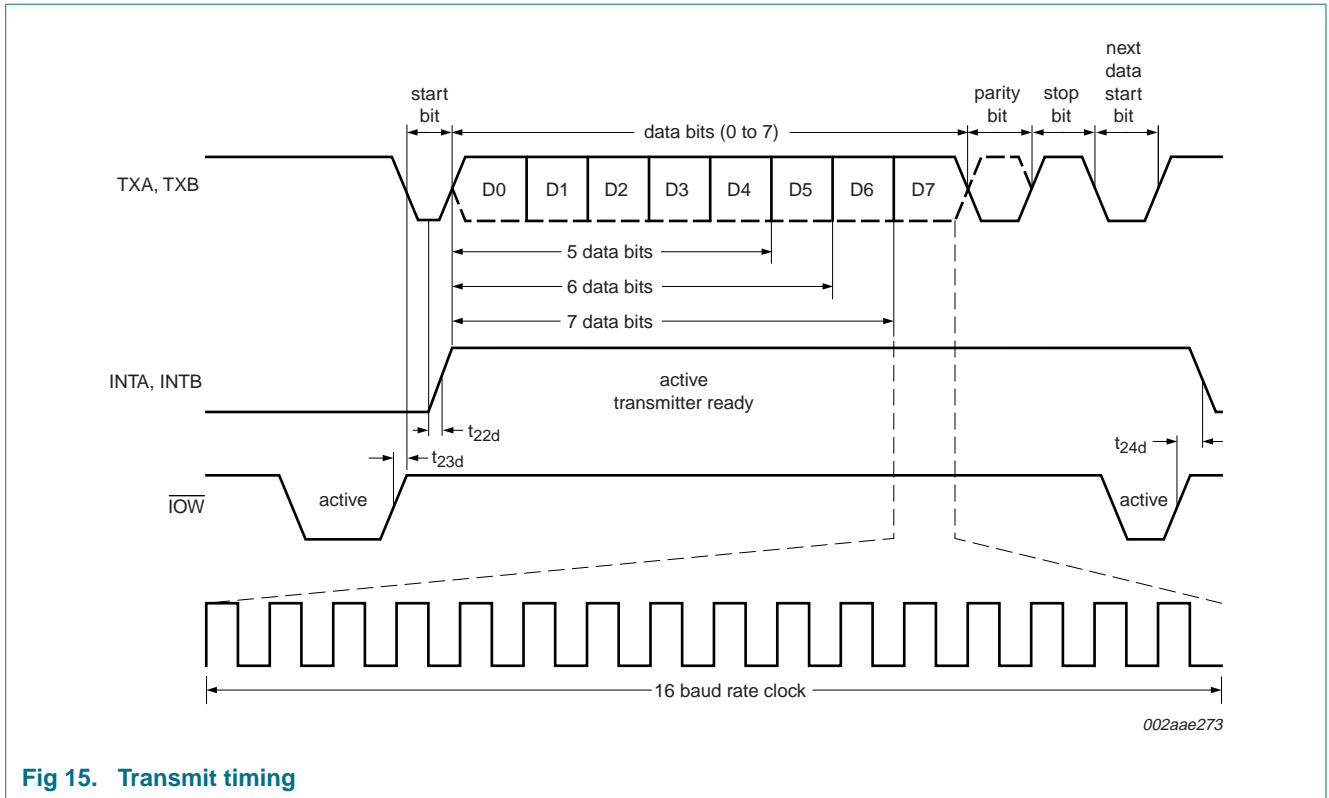 next
data
start
bit
start
bit
parity
bit
stop
bit
data bits (0 to 7)
TXA, TXB
D0 D1 D2 D3 D4 D5 D6 D7
5 data bits
6 data bits
7 data bits
INTA, INTB
active
transmitter ready
t22d
t23d
t24d
IOW
active
active
16 baud rate clock
002aae273
Fig 15. Transmit timing